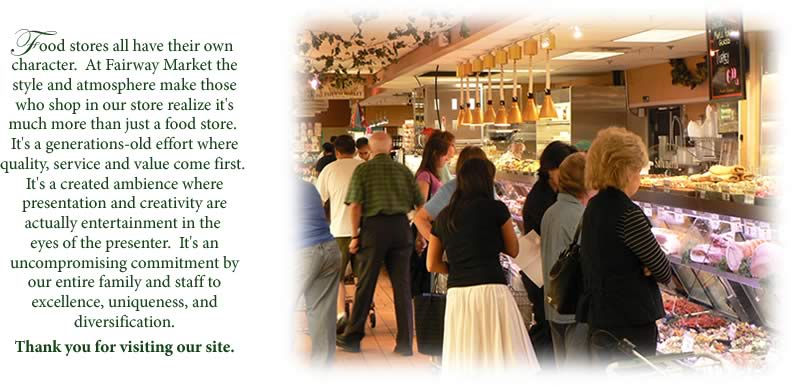 Food stores all have their own
character.  At Fairway Market the
style and atmosphere make those
who shop in our store realize it's
much more than just a food store.
It's a generations-old effort where
quality, service and value come first.
It's a created ambience where
presentation and creativity are
actually entertainment in the
eyes of the presenter.  It's an
uncompromising commitment by
our entire family and staff to
excellence, uniqueness, and
diversification.
Thank you for visiting our site.
FAIRWAY MARKET
Turkey